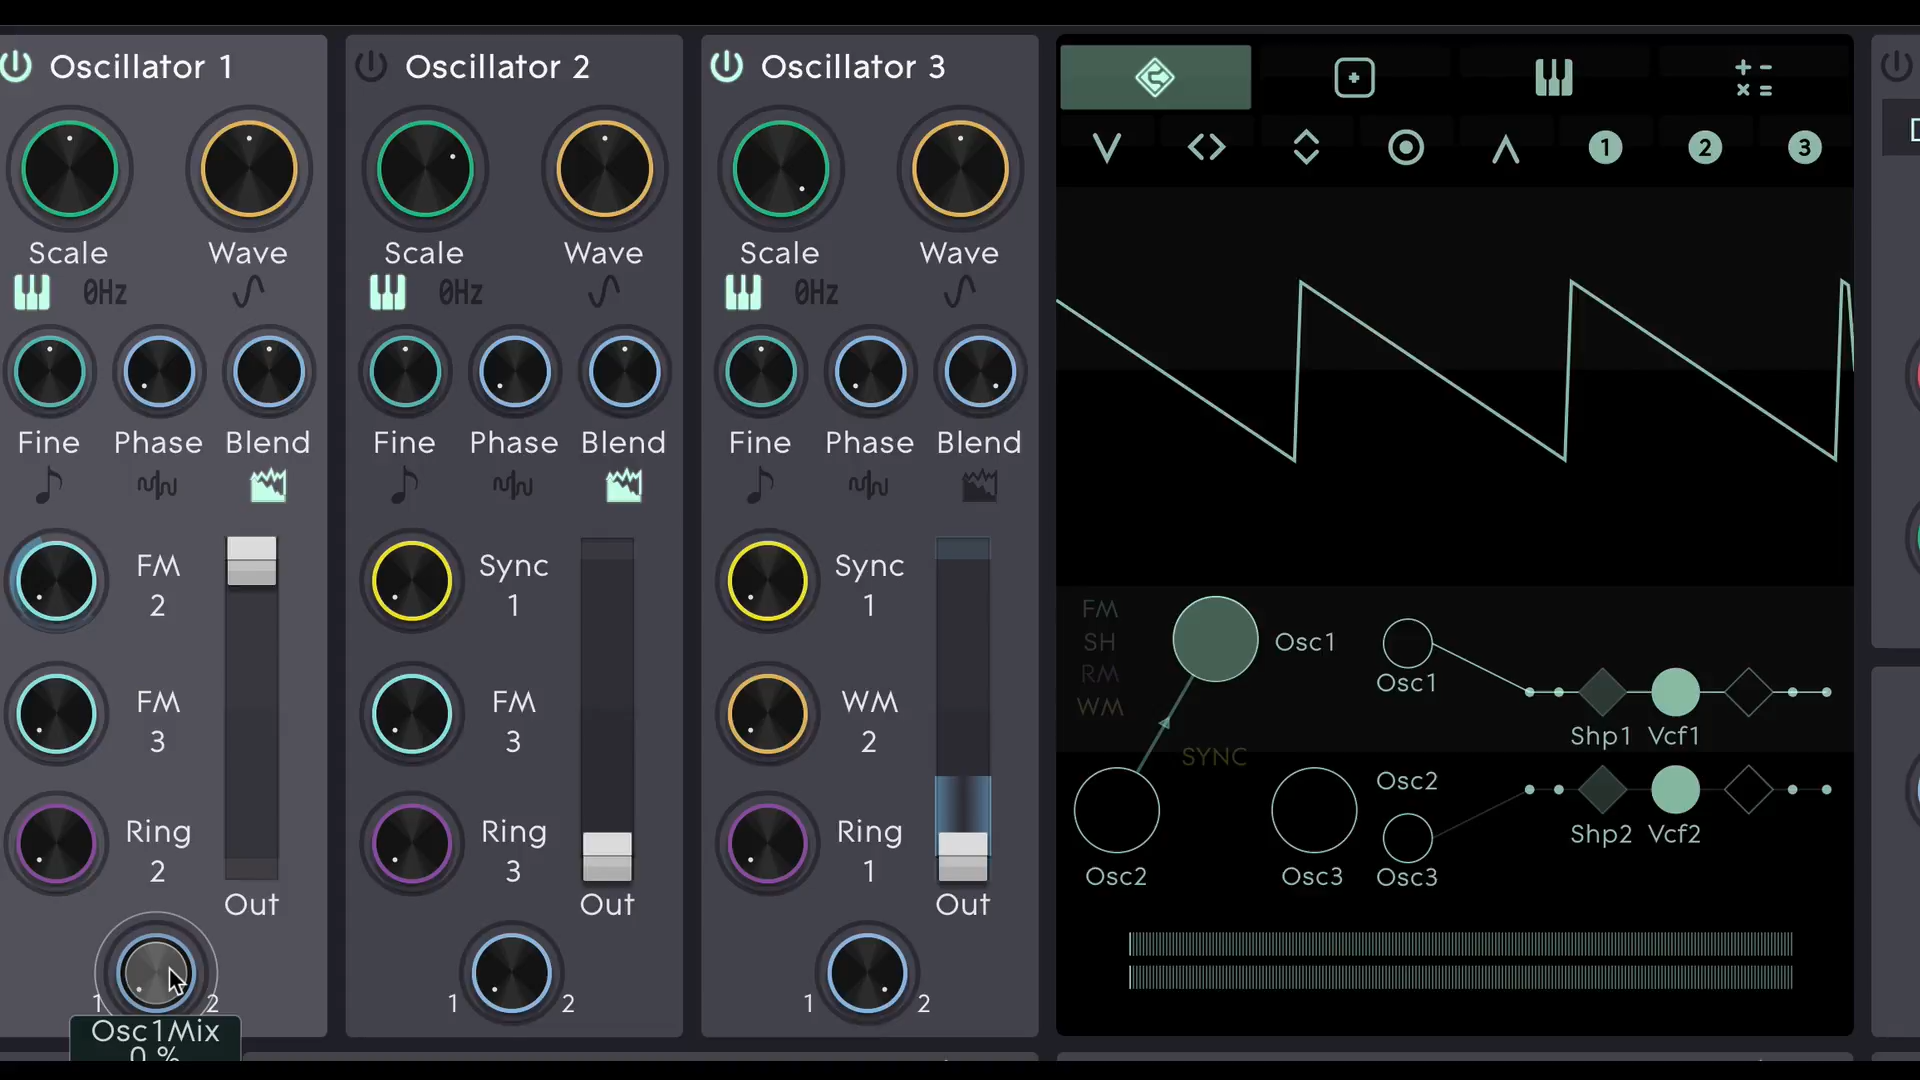 Oscillator 1
Scale Wave
0Hz
Fine Phase Blend
FM
2
FM
3
Ring
2
Out
1 2
Osc1Mix
0 %
Oscillator 2
Scale Wave
0Hz
Fine Phase Blend
Sync
1
FM
3
Ring
3
Out
1 2
Oscillator 3
Scale Wave
0Hz
Fine Phase Blend
Sync
1
WM
2
Ring
1
Out
1 2
1 2 3
FM
SH
RM
WM
SYNC
Osc1
Osc2
Osc3
Osc1
Shp1 Vcf1
Osc2
Shp2 Vcf2
Osc3